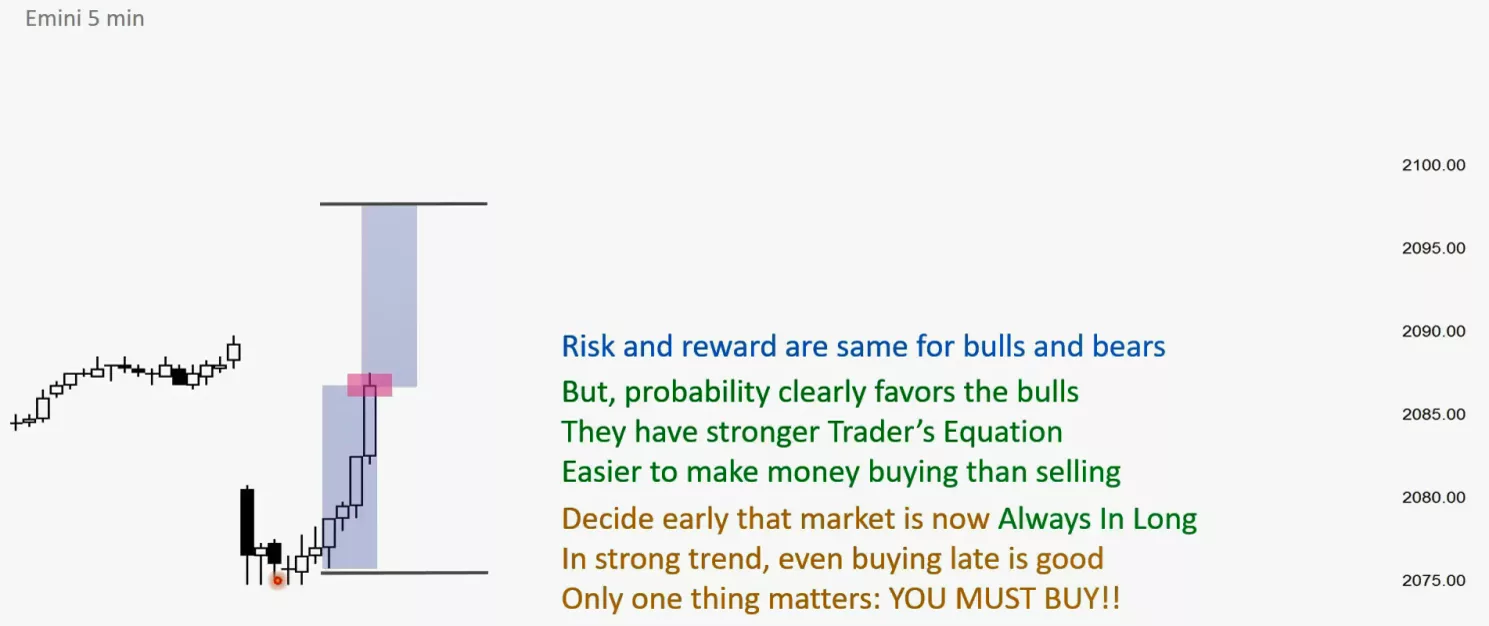 Emini 5 min
2100.00
2095.00
2090.00
Risk and reward are same for bulls and bears
But, probability clearly favors the bulls
2085.00
They have stronger Trader's Equation
Easier to make money buying than selling
2080.00
Decide early that market is now Always In Long
In strong trend, even buying late is good
2075.00
Only one thing matters: YOU MUST BUY!!